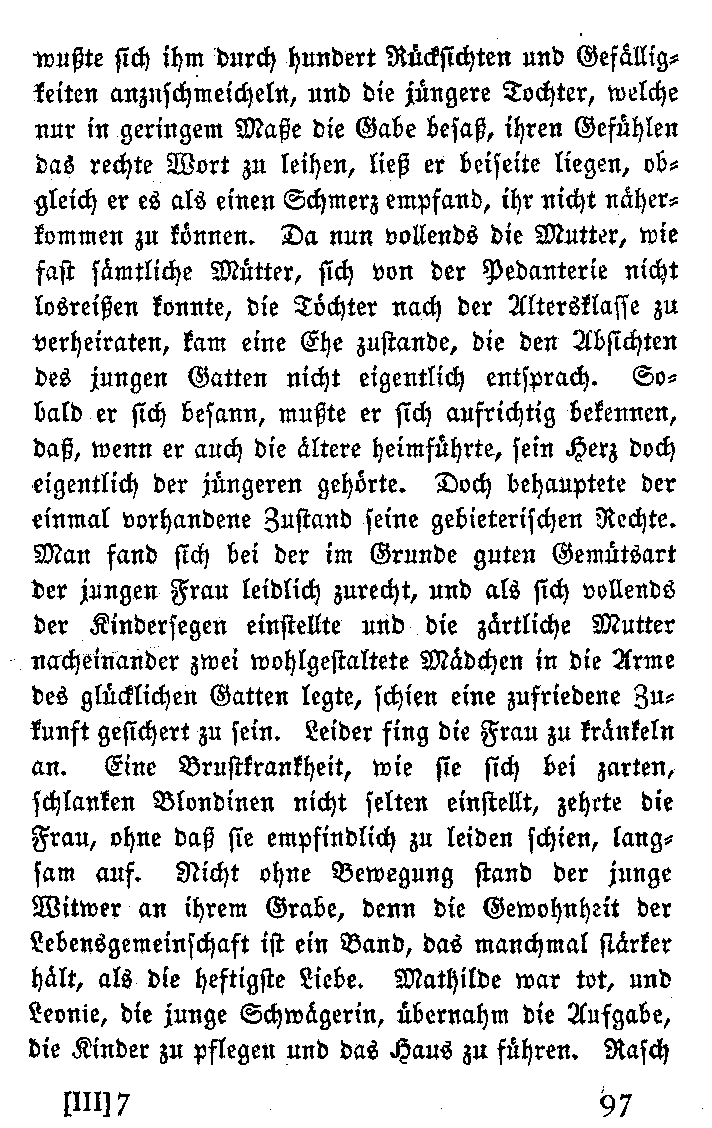 wußte sich ihm durch hundert Rücksichten und Gefällig-
keiten anzuschmeicheln, und die jüngere Tochter, welche
nur in geringem Maße die Gabe besaß, ihren Gefühlen
das rechte Wort zu leihen, ließ er beiseite liegen, ob-
gleich er es als einen Schmerz empfand, ihr nicht näher-
kommen zu können. Da nun vollends die Mutter, wie
fast sämtliche Mütter, sich von der Pedanterie nicht
losreißen konnte, die Töchter nach der Altersklasse zu
verheiraten, kam eine Ehe zustande, die den Absichten
des jungen Gatten nicht eigentlich entsprach. So-
bald er sich besann, mußte er sich aufrichtig bekennen,
daß, wenn er auch die ältere heimführte, sein Herz doch
eigentlich der jüngeren gehörte. Doch behauptete der
einmal vorhandene Zustand seine gebieterischen Rechte.
Man fand sich bei der im Grunde guten Gemütsart
der jungen Frau leidlich zurecht, und als sich vollends
der Kindersegen einstellte und die zärtliche Mutter
nacheinander zwei wohlgestaltete Mädchen in die Arme
des glücklichen Gatten legte, schien eine zufriedene Zu-
kunft gesichert zu sein. Leider fing die Frau zu kränkeln
an. Eine Brustkrankheit, wie sie sich bei zarten,
schlanken Blondinen nicht selten einstellt, zehrte die
Frau, ohne daß sie empfindlich zu leiden schien, lang-
sam auf. Nicht ohne Bewegung stand der junge
Witwer an ihrem Grabe, denn die Gewohnheit der
Lebensgemeinschaft ist ein Band, das manchmal stärker
hält, als die heftigste Liebe. Mathilde war tot, und
Leonie, die junge Schwägerin, übernahm die Aufgabe,
die Kinder zu pflegen und das Haus zu führen. Rasch
[III] 7 97